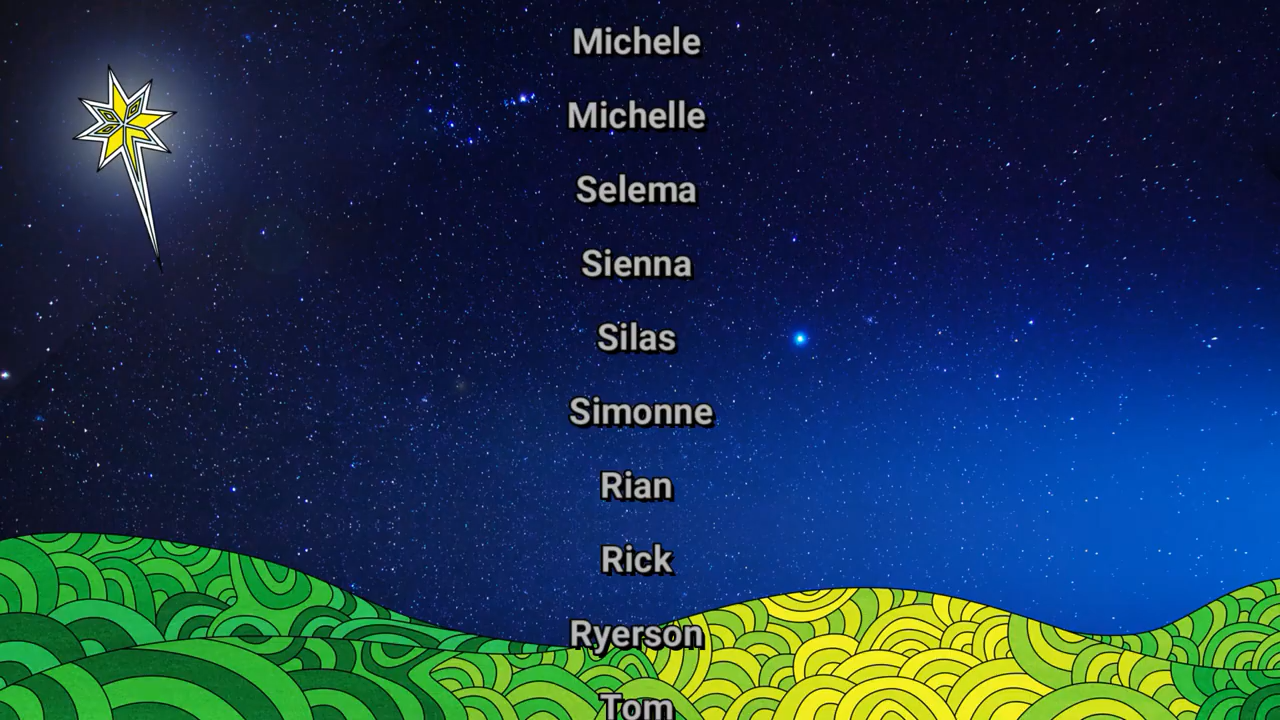 Michele
Michelle
Selema
Sienna
Silas
Simonne
Rian
Rick
Ryerson
Tom